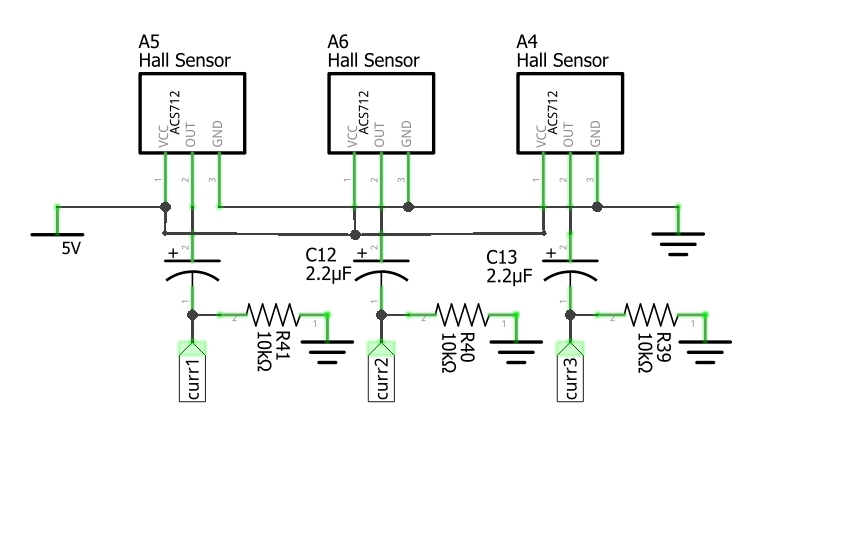 A5
Hall Sensor
A6
Hall Sensor
A4
Hall Sensor
ACS712
VCC
OUT
GND
ACS712
VCC
OUT
GND
ACS712
VCC
OUT
GND
1
2
3
1
2
3
1
2
3
5V
+
2
C12
2.2µF
+
2
C13
2.2µF
+
2
1
1
1
2
1
2
1
2
1
R41
10kΩ
R40
10kΩ
R39
10kΩ
curr1
curr2
curr3